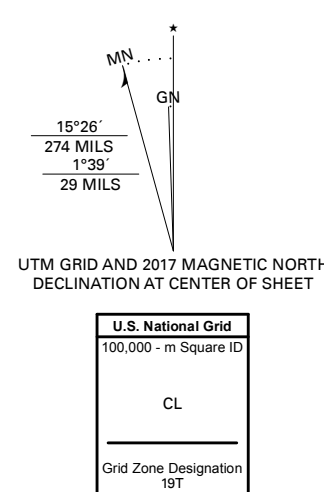 ★
MN
GN
15°26´
274 MILS
1°39´
29 MILS
UTM GRID AND 2017 MAGNETIC NORTH
DECLINATION AT CENTER OF SHEET
U.S. National Grid
100,000 - m Square ID
CL
Grid Zone Designation
19T